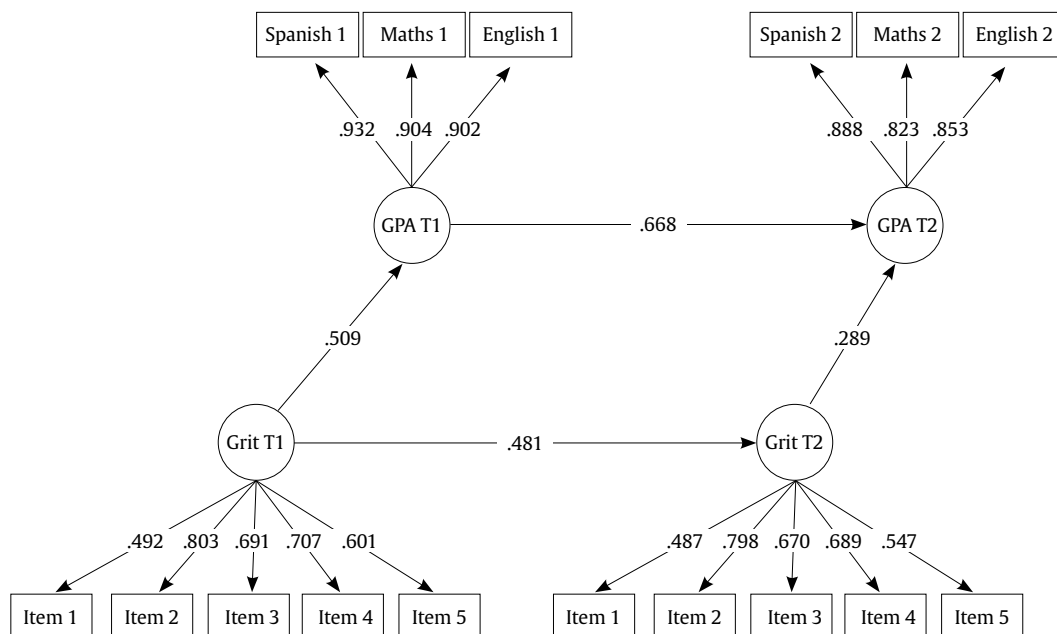 Spanish 1 Maths 1 English 1 Spanish 2 Maths 2 English 2
.932 .904 .902 .888 .823 .853
GPA T1 .668 GPA T2
.509 .289
Grit T1 .481 Grit T2
.492 .803 .691 .707 .601 .487 .798 .670 .689 .547
Item 1 Item 2 Item 3 Item 4 Item 5 Item 1 Item 2 Item 3 Item 4 Item 5